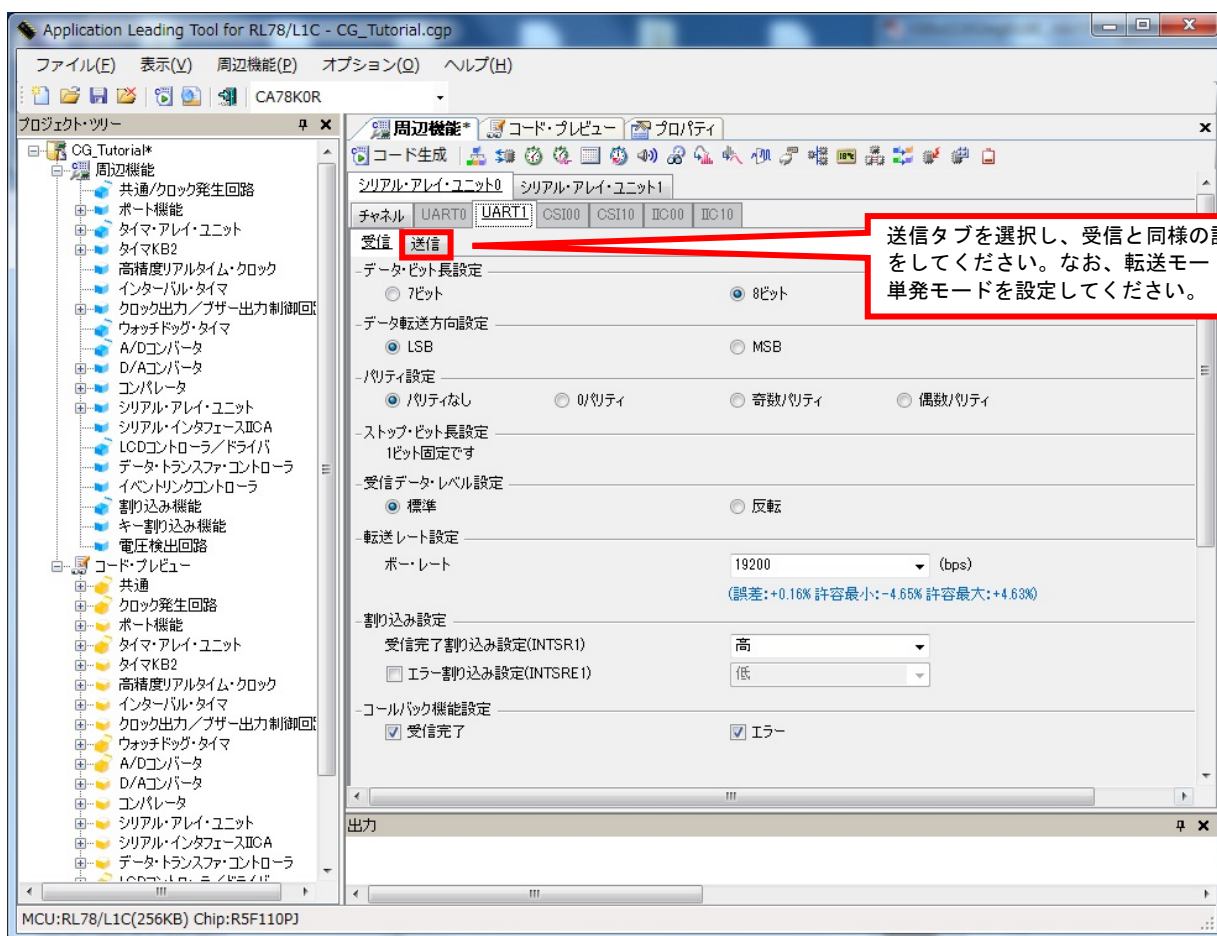 Application Leading Tool for RL78/L1C - CG_Tutorial.cgp
ファイル(F) 表示(V) 周辺機能(P) オプション(O) ヘルプ(H)
CA78K0R
プロジェクト・ツリー
CG_Tutorial*
周辺機能
共通/クロック発生回路
ポート機能
タイマ・アレイ・ユニット
タイマKB2
高精度リアルタイム・クロック
インターバル・タイマ
クロック出力/ブザー出力制御回
ウォッチドッグ・タイマ
A/Dコンバータ
D/Aコンバータ
コンパレータ
シリアル・アレイ・ユニット
シリアル・インタフェースIICA
LCDコントローラ/ドライバ
データ・トランスファ・コントローラ
イベントリンクコントローラ
割り込み機能
キー割り込み機能
電圧検出回路
コード・プレビュー
共通
クロック発生回路
ポート機能
タイマ・アレイ・ユニット
タイマKB2
高精度リアルタイム・クロック
インターバル・タイマ
クロック出力/ブザー出力制御回
ウォッチドッグ・タイマ
A/Dコンバータ
D/Aコンバータ
コンパレータ
シリアル・アレイ・ユニット
シリアル・インタフェースIICA
データ・トランスファ・コントローラ
周辺機能* コード・プレビュー プロパティ
コード生成
シリアル・アレイ・ユニット0 シリアル・アレイ・ユニット1
チャネル UART0 UART1 CSI00 CSI10 IIC00 IIC10
受信 送信
送信タブを選択し、受信と同様の
をしてください。なお、転送モー
単発モードを設定してください。
データ・ビット長設定
7ビット 8ビット
データ転送方向設定
LSB MSB
パリティ設定
パリティなし 0パリティ 奇数パリティ 偶数パリティ
ストップ・ビット長設定
1ビット固定です
受信データ・レベル設定
標準 反転
転送レート設定
ボー・レート 19200 (bps)
(誤差:+0.16% 許容最小:-4.65% 許容最大:+4.63%)
割り込み設定
受信完了割り込み設定(INTSR1) 高
エラー割り込み設定(INTSRE1) 低
コールバック機能設定
受信完了 エラー
出力
MCU:RL78/L1C(256KB) Chip:R5F110PJ